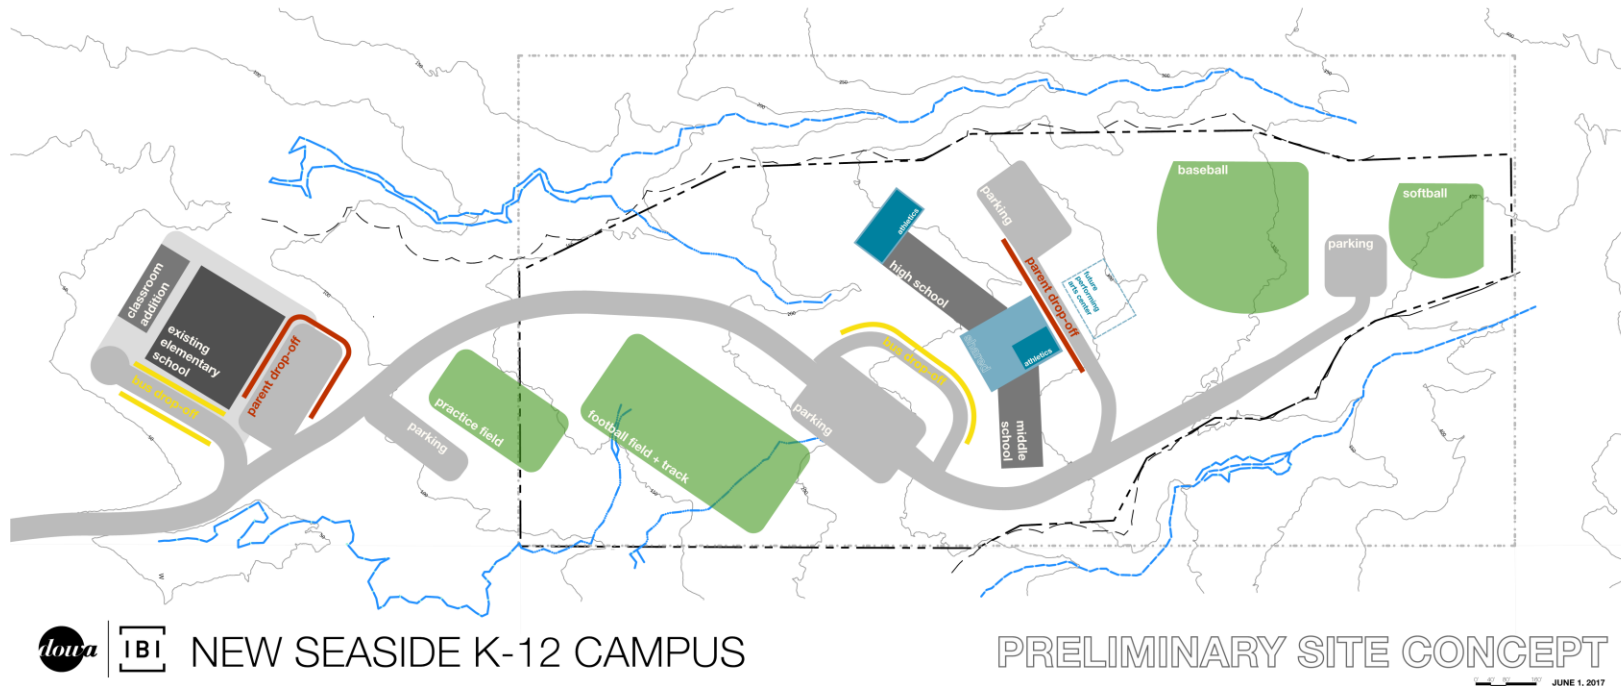 baseball
softball
parking
parking
athletics
high school
parent drop-off
future
performing
arts center
classroom
addition
existing
elementary
school
parent drop-off
bus drop-off
bus drop-off
athletics
practice field
parking
football field + track
parking
middle
school
dowa
IBI
NEW SEASIDE K-12 CAMPUS
PRELIMINARY SITE CONCEPT
JUNE 1, 2017